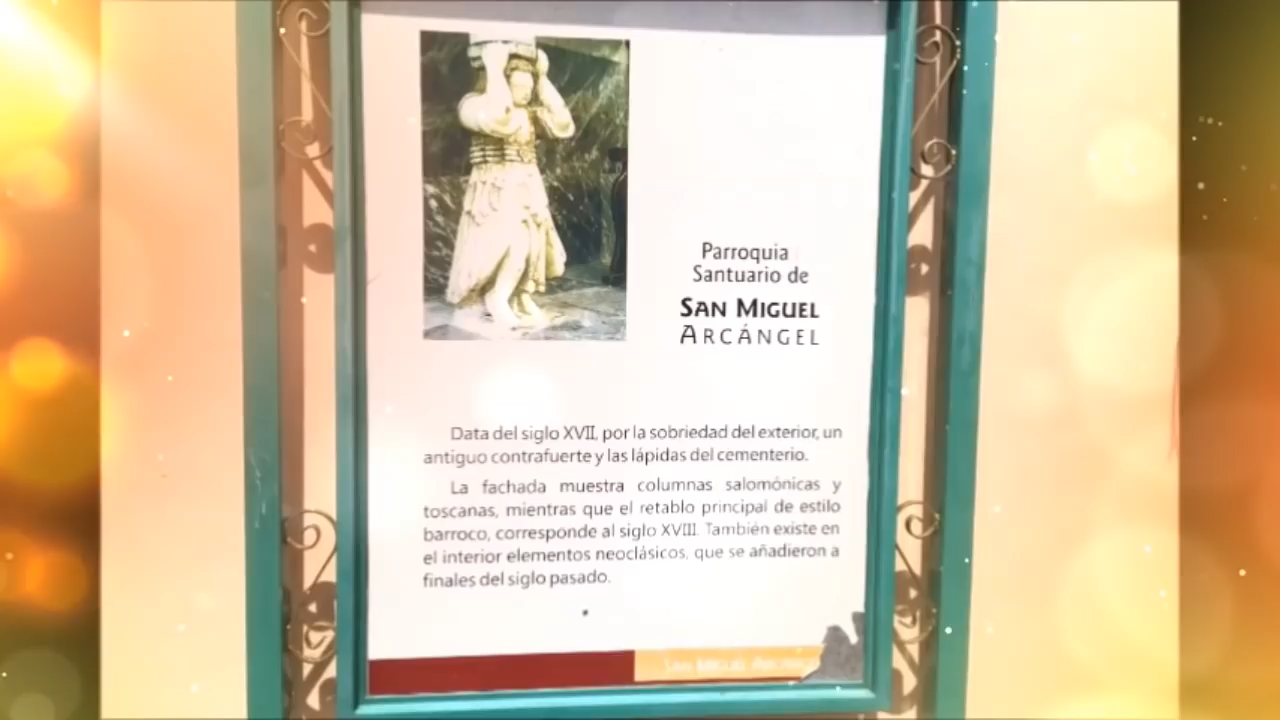 Parroquia
Santuario de
SAN MIGUEL
ARCÁNGEL
Data del siglo XVII, por la sobriedad del exterior, un
antiguo contrafuerte y las lápidas del cementerio.
La fachada muestra columnas salomónicas y
toscanas, mientras que el retablo principal de estilo
barroco, corresponde al siglo XVIII. También existe en
el interior elementos neoclásicos, que se añadieron a
finales del siglo pasado.
SAN MIGUEL